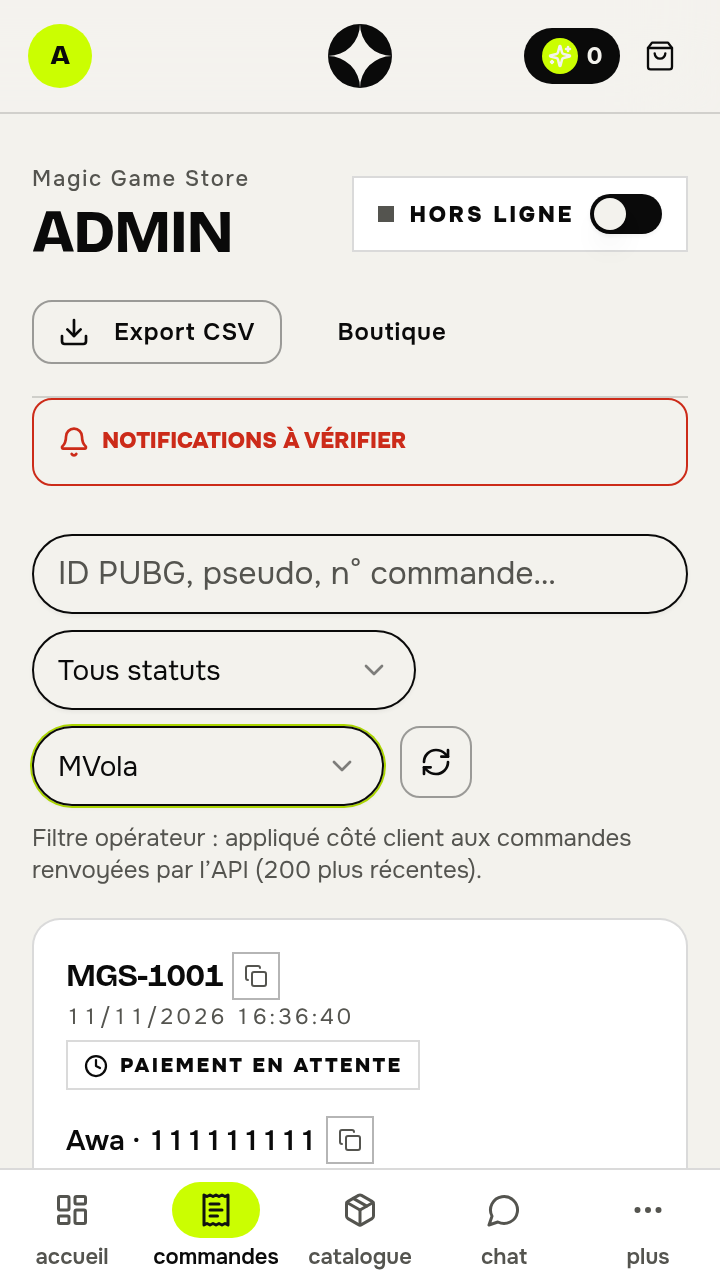 A
0
Magic Game Store
ADMIN
HORS LIGNE
Export CSV
Boutique
NOTIFICATIONS À VÉRIFIER
ID PUBG, pseudo, n° commande...
Tous statuts
MVola
Filtre opérateur : appliqué côté client aux commandes
renvoyées par l’API (200 plus récentes).
MGS-1001
11/11/2026 16:36:40
PAIEMENT EN ATTENTE
Awa · 111111111
accueil
commandes
catalogue
chat
plus